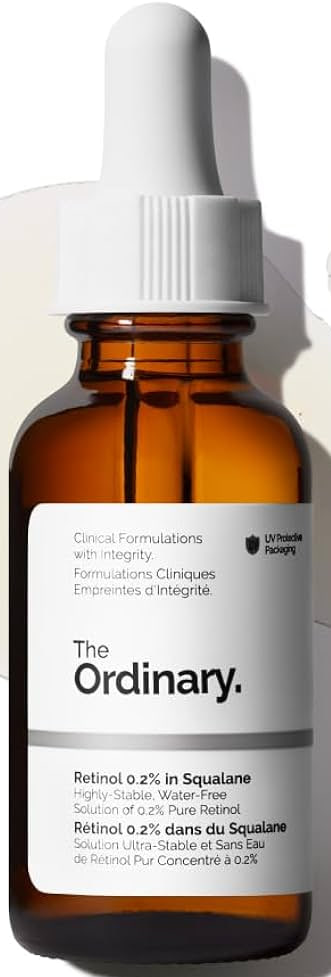 Clinical Formulations
with Integrity.
Formulations Cliniques
Empreintes d'Intégrité.
UV Protective
Packaging
The
Ordinary.
Retinol 0.2% in Squalane
Highly-Stable, Water-Free
Solution of 0.2% Pure Retinol
Rétinol 0.2% dans du Squalane
Solution Ultra-Stable et Sans Eau
de Rétinol Pur Concentré à 0.2%